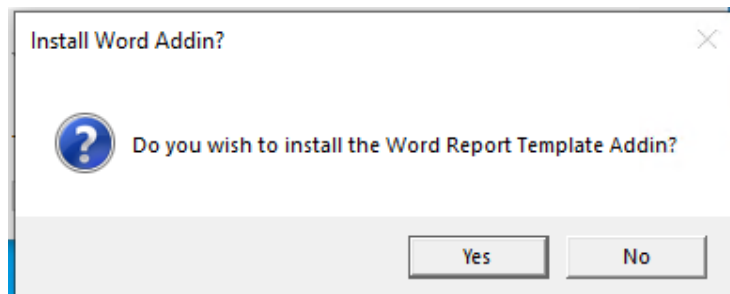 Install Word Addin?
Do you wish to install the Word Report Template Addin?
Yes No